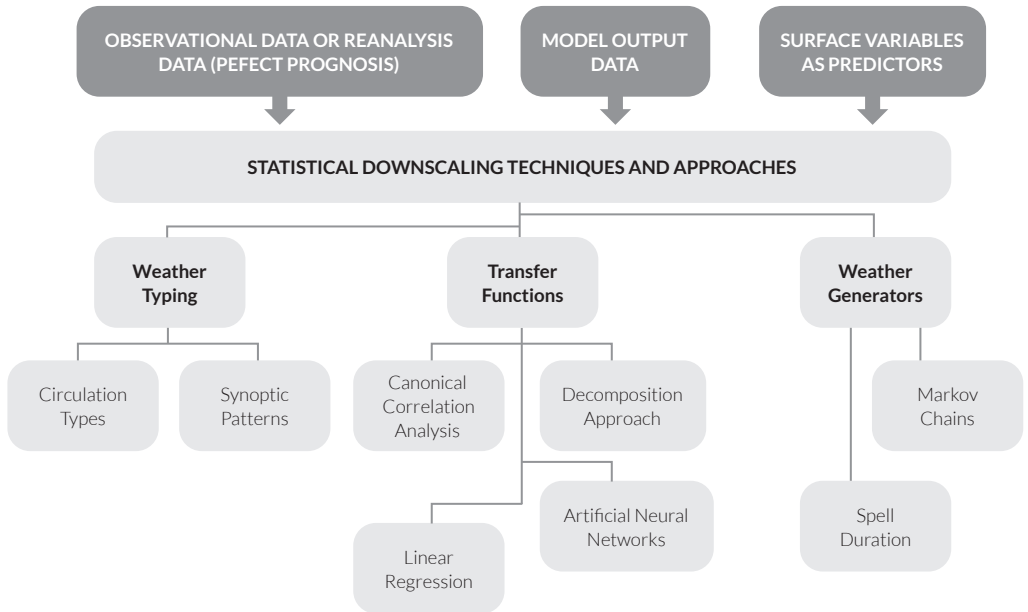 OBSERVATIONAL DATA OR REANALYSIS
DATA (PEFECT PROGNOSIS)
MODEL OUTPUT
DATA
SURFACE VARIABLES
AS PREDICTORS
STATISTICAL DOWNSCALING TECHNIQUES AND APPROACHES
Weather
Typing
Transfer
Functions
Weather
Generators
Circulation
Types
Synoptic
Patterns
Canonical
Correlation
Analysis
Decomposition
Approach
Markov
Chains
Linear
Regression
Artificial Neural
Networks
Spell
Duration